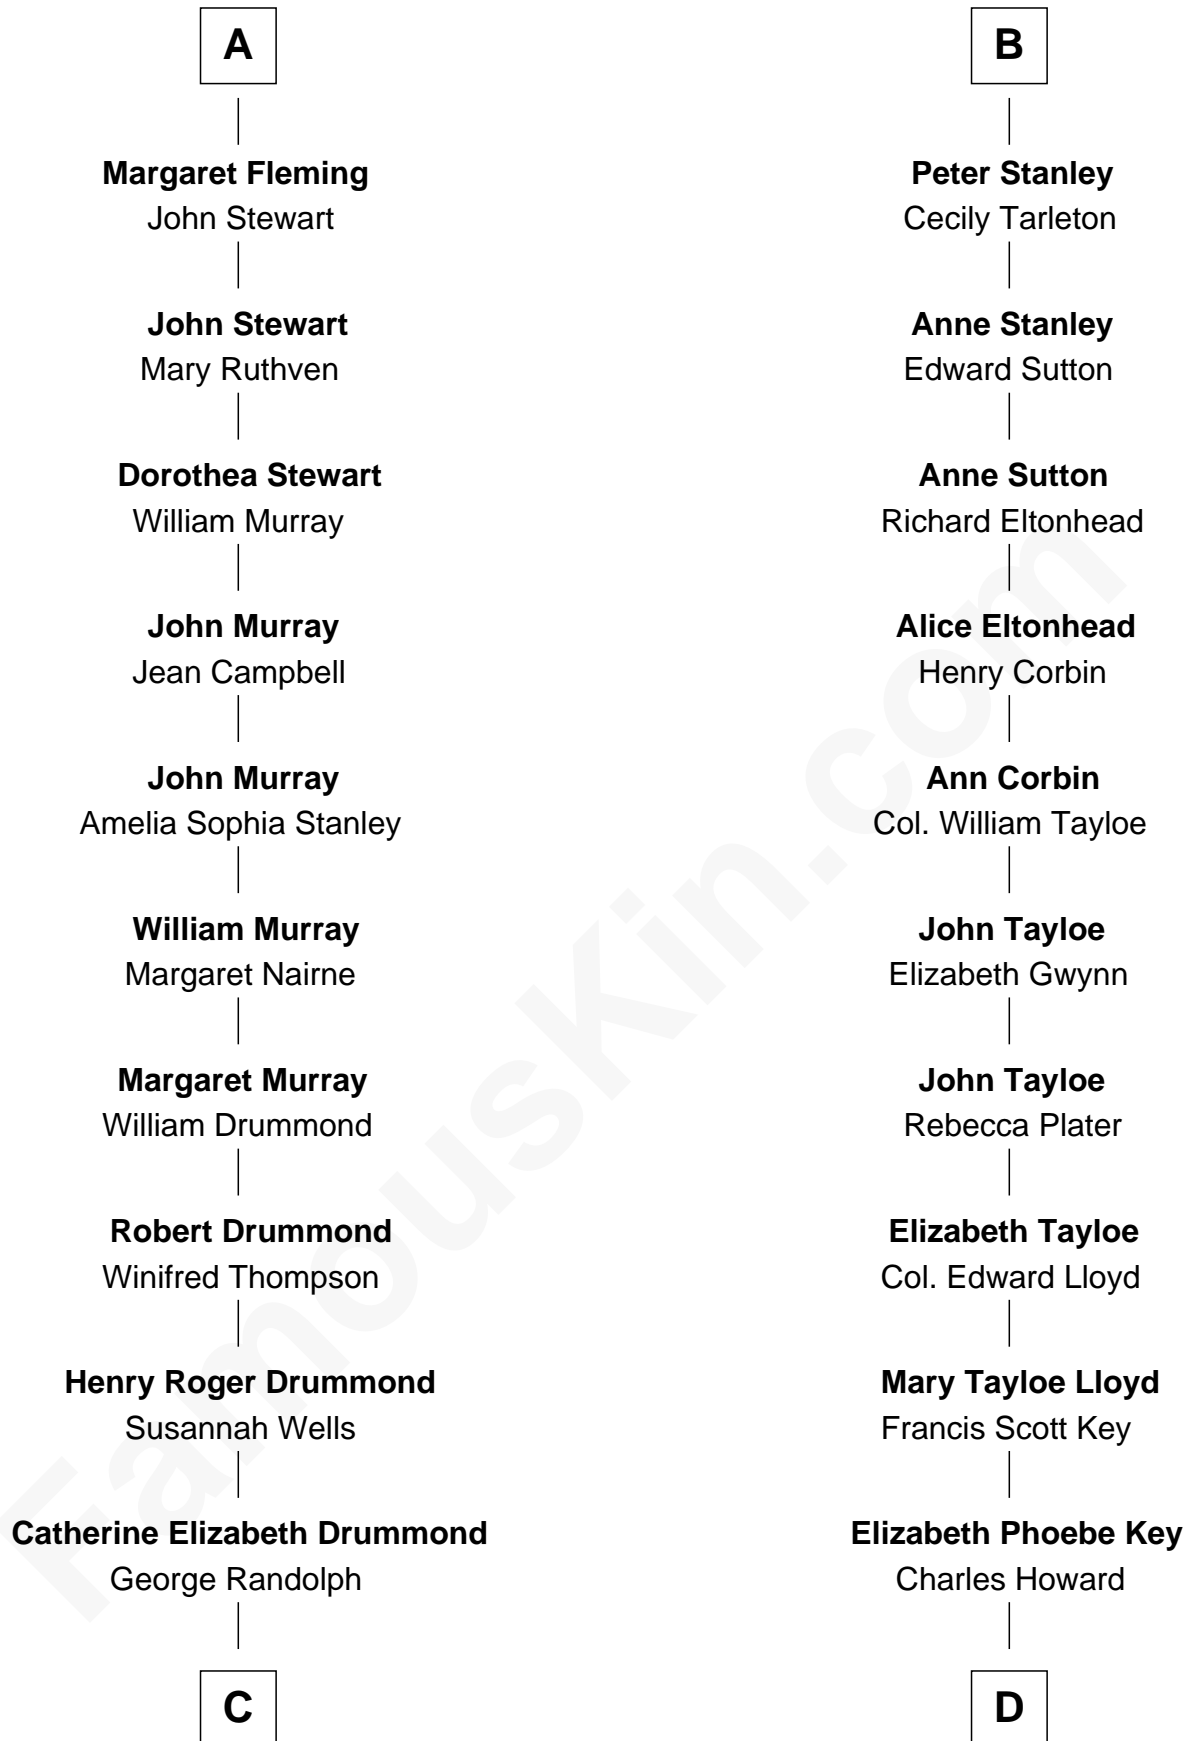 A
Margaret Fleming
John Stewart
John Stewart
Mary Ruthven
Dorothea Stewart
William Murray
John Murray
Jean Campbell
John Murray
Amelia Sophia Stanley
William Murray
Margaret Nairne
Margaret Murray
William Drummond
Robert Drummond
Winifred Thompson
Henry Roger Drummond
Susannah Wells
Catherine Elizabeth Drummond
George Randolph
C
B
Peter Stanley
Cecily Tarleton
Anne Stanley
Edward Sutton
Anne Sutton
Richard Eltonhead
Alice Eltonhead
Henry Corbin
Ann Corbin
Col. William Tayloe
John Tayloe
Elizabeth Gwynn
John Tayloe
Rebecca Plater
Elizabeth Tayloe
Col. Edward Lloyd
Mary Tayloe Lloyd
Francis Scott Key
Elizabeth Phoebe Key
Charles Howard
D
FamousKin.com